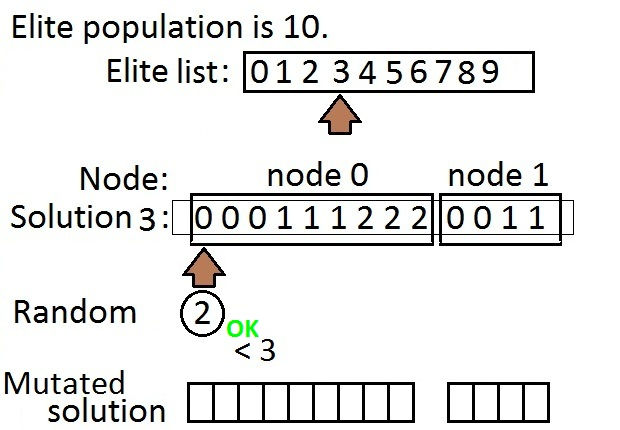 Elite population is 10.
Elite list: 0 1 2 3 4 5 6 7 8 9
Node: node 0 node 1
Solution 3: 0 0 0 1 1 1 2 2 2 0 0 1 1
Random 2 OK
< 3
Mutated
solution